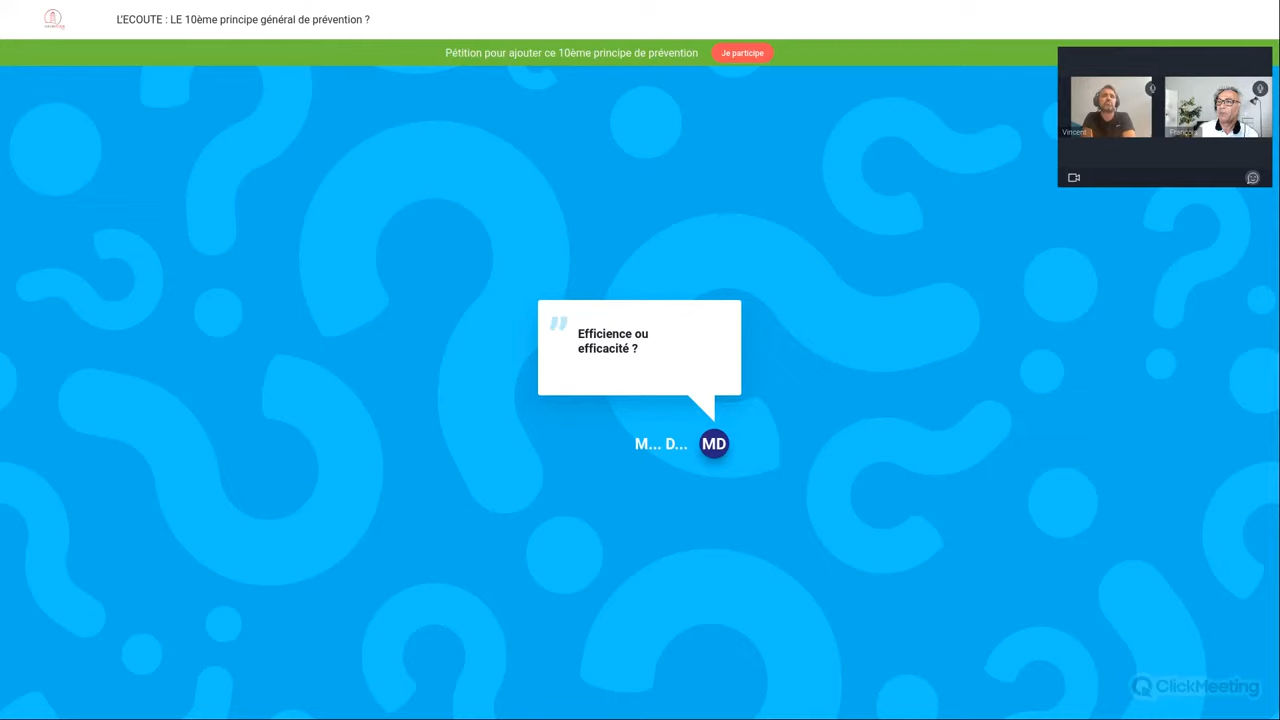 L'ECOUTE : LE 10ème principe général de prévention ?
Pétition pour ajouter ce 10ème principe de prévention
Je participe
Vincent
François
"
Efficience ou
efficacité ?
M... D...
MD
ClickMeeting